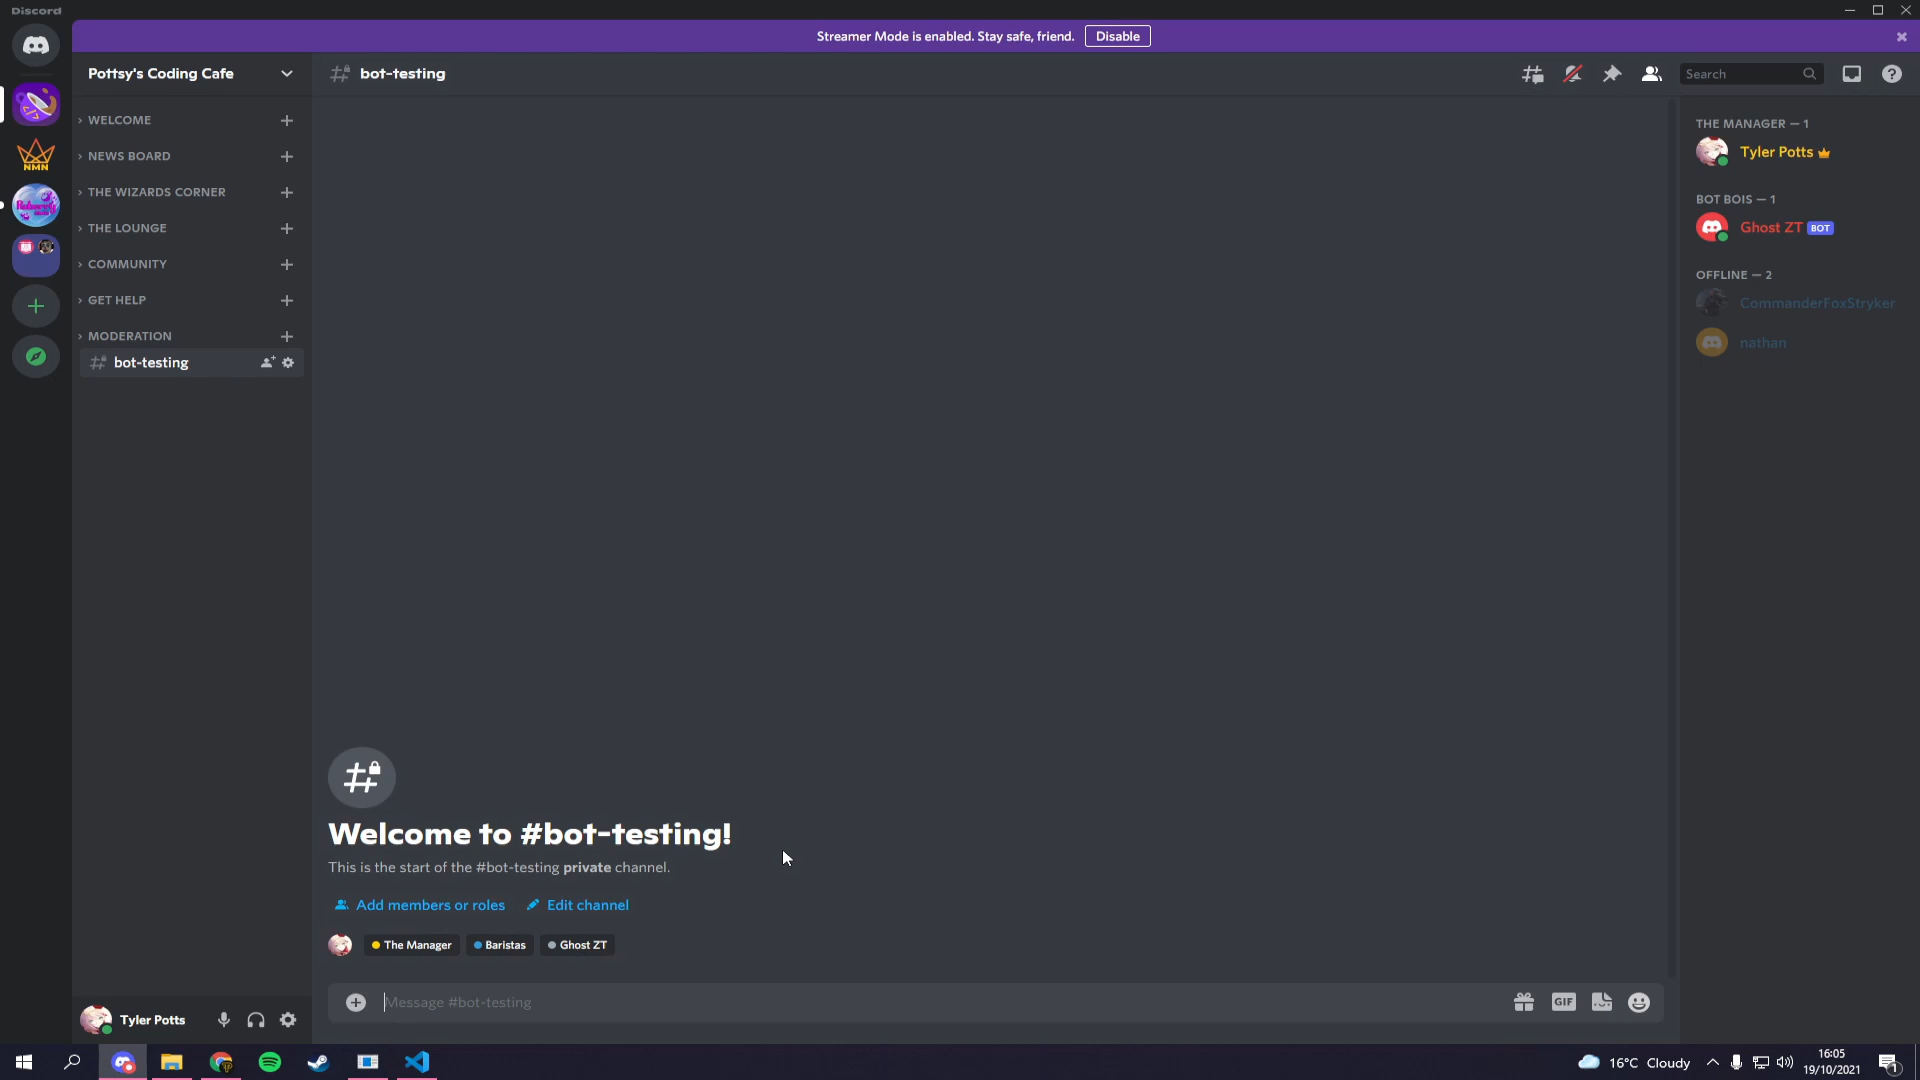 Discord
Streamer Mode is enabled. Stay safe, friend. Disable
Pottsy's Coding Cafe
bot-testing
Search
WELCOME
NEWS BOARD
THE WIZARDS CORNER
THE LOUNGE
COMMUNITY
GET HELP
MODERATION
bot-testing
NMN
THE MANAGER — 1
Tyler Potts
BOT BOIS — 1
Ghost ZT BOT
OFFLINE — 2
CommanderFoxStryker
nathan
Welcome to #bot-testing!
This is the start of the #bot-testing private channel.
Add members or roles Edit channel
The Manager Baristas Ghost ZT
Message #bot-testing
GIF
Tyler Potts
16°C Cloudy
16:05
19/10/2021
1